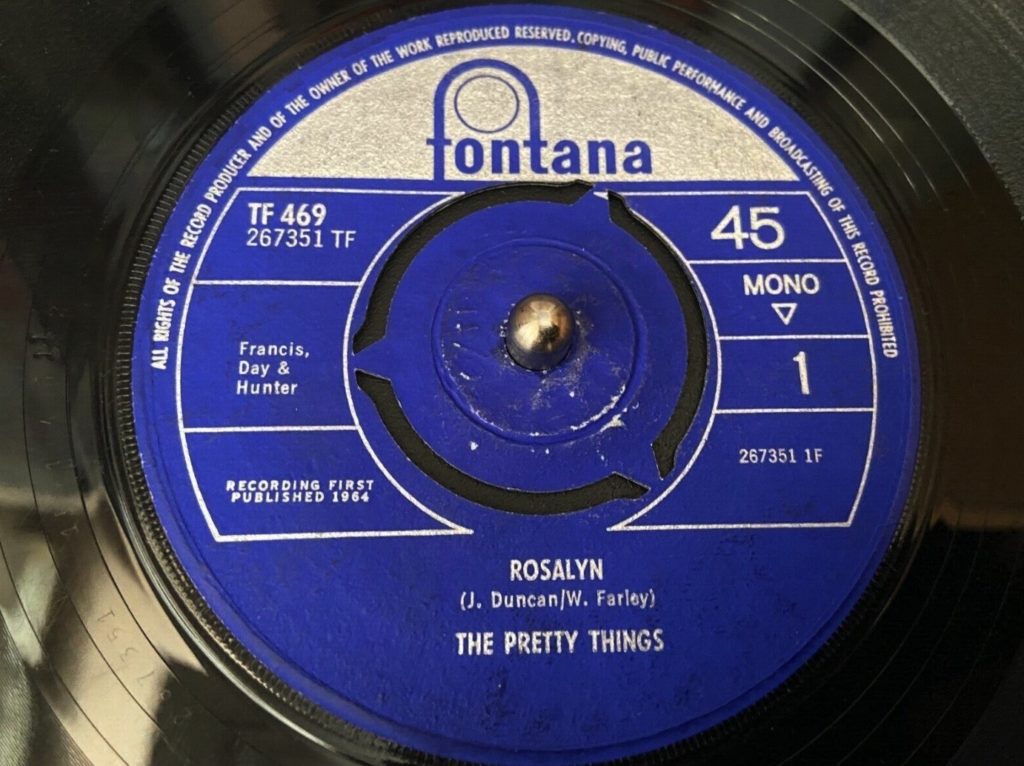 ALL RIGHTS OF THE RECORD PRODUCER AND OF THE OWNER OF THE WORK REPRODUCED RESERVED. COPYING, PUBLIC PERFORMANCE AND BROADCASTING OF THIS RECORD PROHIBITED
fontana
TF 469
267351 TF
45
MONO
1
Francis,
Day &
Hunter
267351 1F
RECORDING FIRST
PUBLISHED 1964
ROSALYN
(J. Duncan/W. Farley)
THE PRETTY THINGS